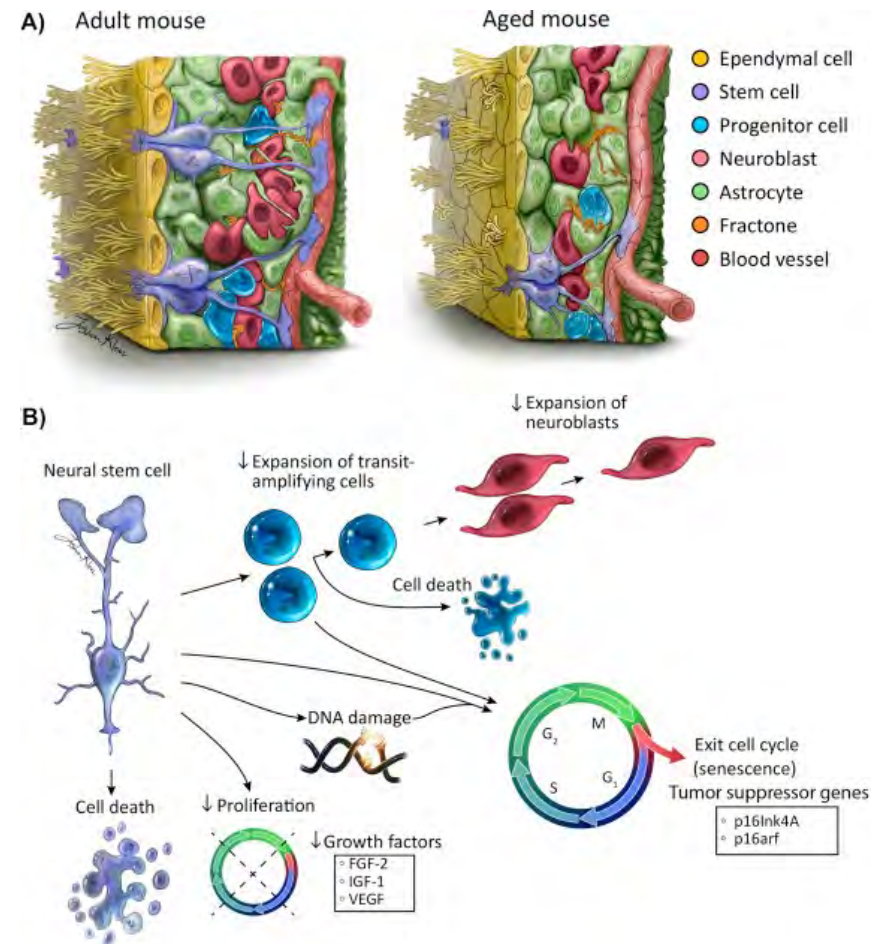 A)
Adult mouse
Aged mouse
Ependymal cell
Stem cell
Progenitor cell
Neuroblast
Astrocyte
Fractone
Blood vessel
B)
Neural stem cell
↓ Expansion of transit-
amplifying cells
↓ Expansion of
neuroblasts
Cell death
DNA damage
G₂
M
S
G₁
Exit cell cycle
(senescence)
Tumor suppressor genes
◦ p16Ink4A
◦ p16arf
Cell death
↓ Proliferation
↓ Growth factors
◦ FGF-2
◦ IGF-1
◦ VEGF